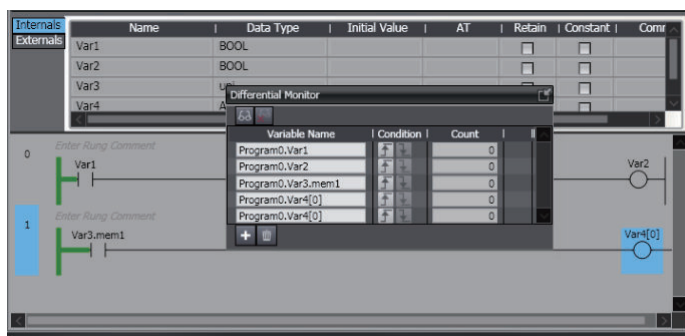 Internals
Externals
Name | Data Type | Initial Value | AT | Retain | Constant |
Var1 BOOL
Var2 BOOL
Var3
Var4
Differential Monitor
Variable Name | Condition | Count |
Program0.Var1 0
Program0.Var2 0
Program0.Var3.mem1 0
Program0.Var4[0] 0
Program0.Var4[0] 0
0 Enter Rung Comment
Var1 Var2
1 Enter Rung Comment
Var3.mem1 Var4[0]